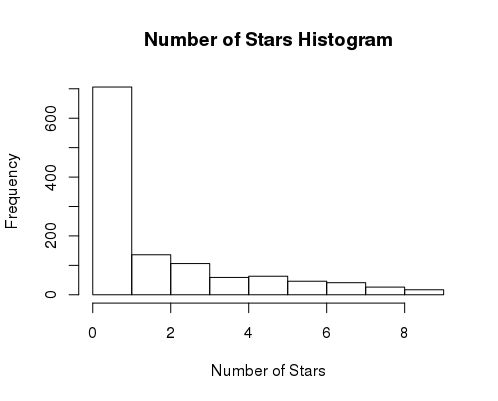 Number of Stars Histogram
Frequency
600
400
200
0
0 2 4 6 8
Number of Stars